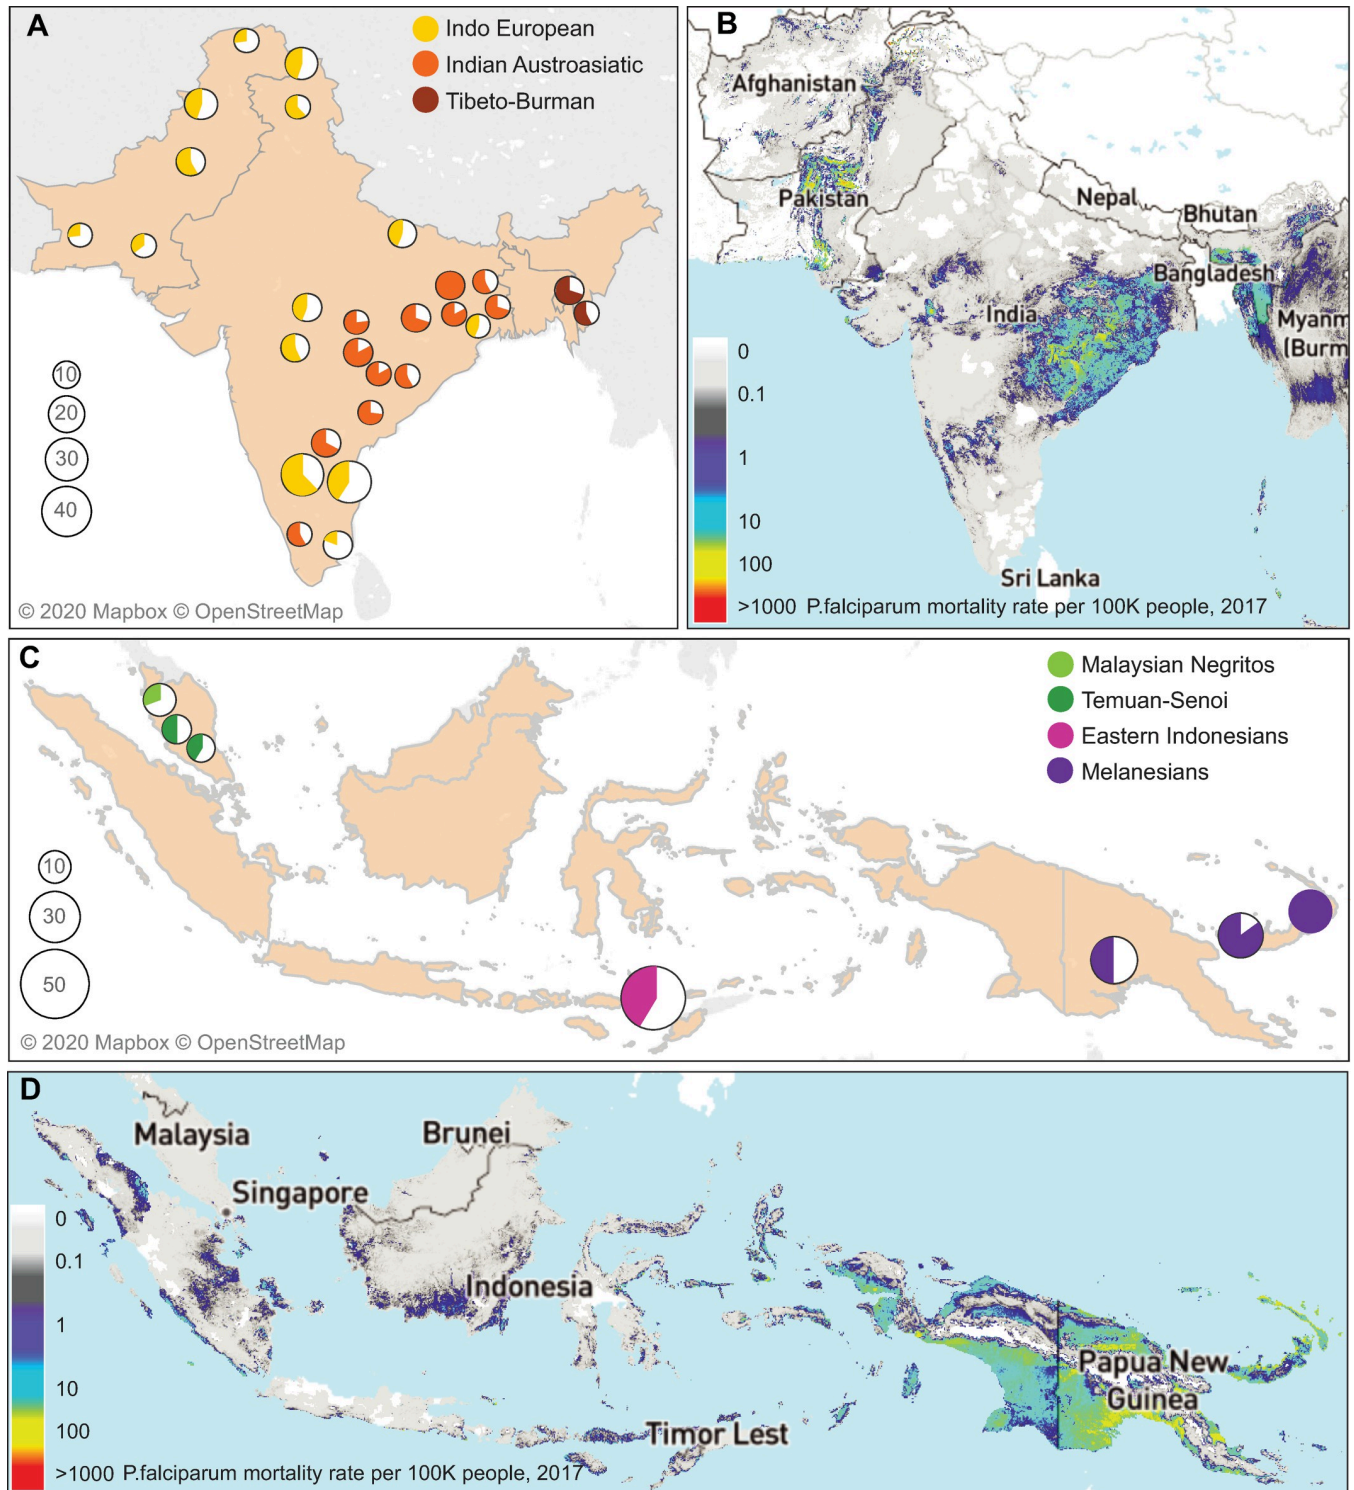 A
Indo European
Indian Austroasiatic
Tibeto-Burman
10
20
30
40
© 2020 Mapbox © OpenStreetMap
B
Afghanistan
Pakistan
Nepal
Bhutan
Bangladesh
India
Myanm
(Burm
Sri Lanka
0
0.1
1
10
100
>1000 P.falciparum mortality rate per 100K people, 2017
C
Malaysian Negritos
Temuan-Senoi
Eastern Indonesians
Melanesians
10
30
50
© 2020 Mapbox © OpenStreetMap
D
Malaysia
Brunei
Singapore
Indonesia
Papua New
Guinea
Timor Lest
0
0.1
1
10
100
>1000 P.falciparum mortality rate per 100K people, 2017